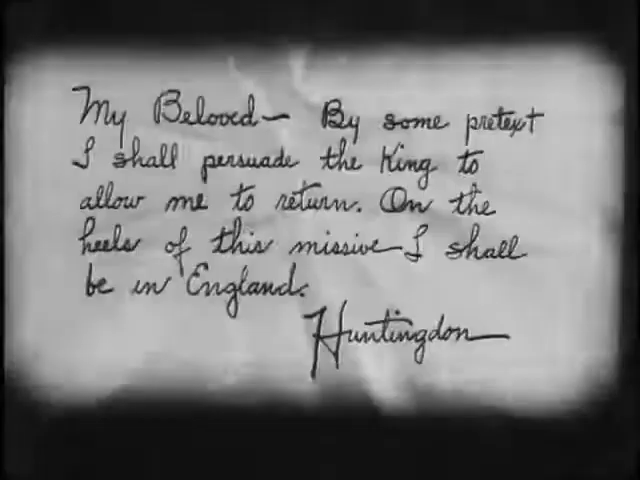 My Beloved— By some pretext
I shall persuade the King to
allow me to return. On the
heels of this missive I shall
be in England.
Huntingdon